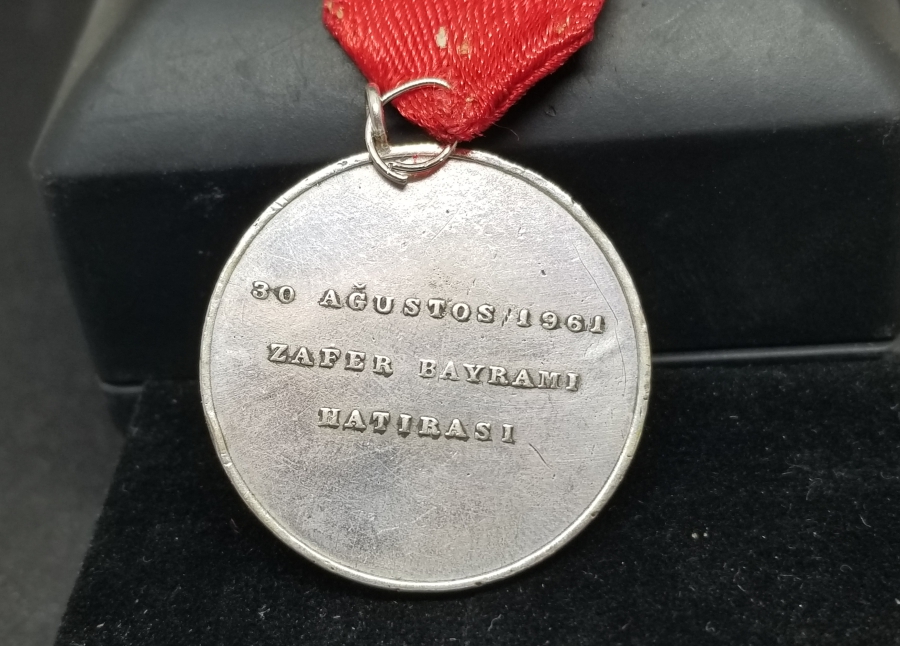 30 AĞUSTOS 1961
ZAFER BAYRAMI
HATIRASI